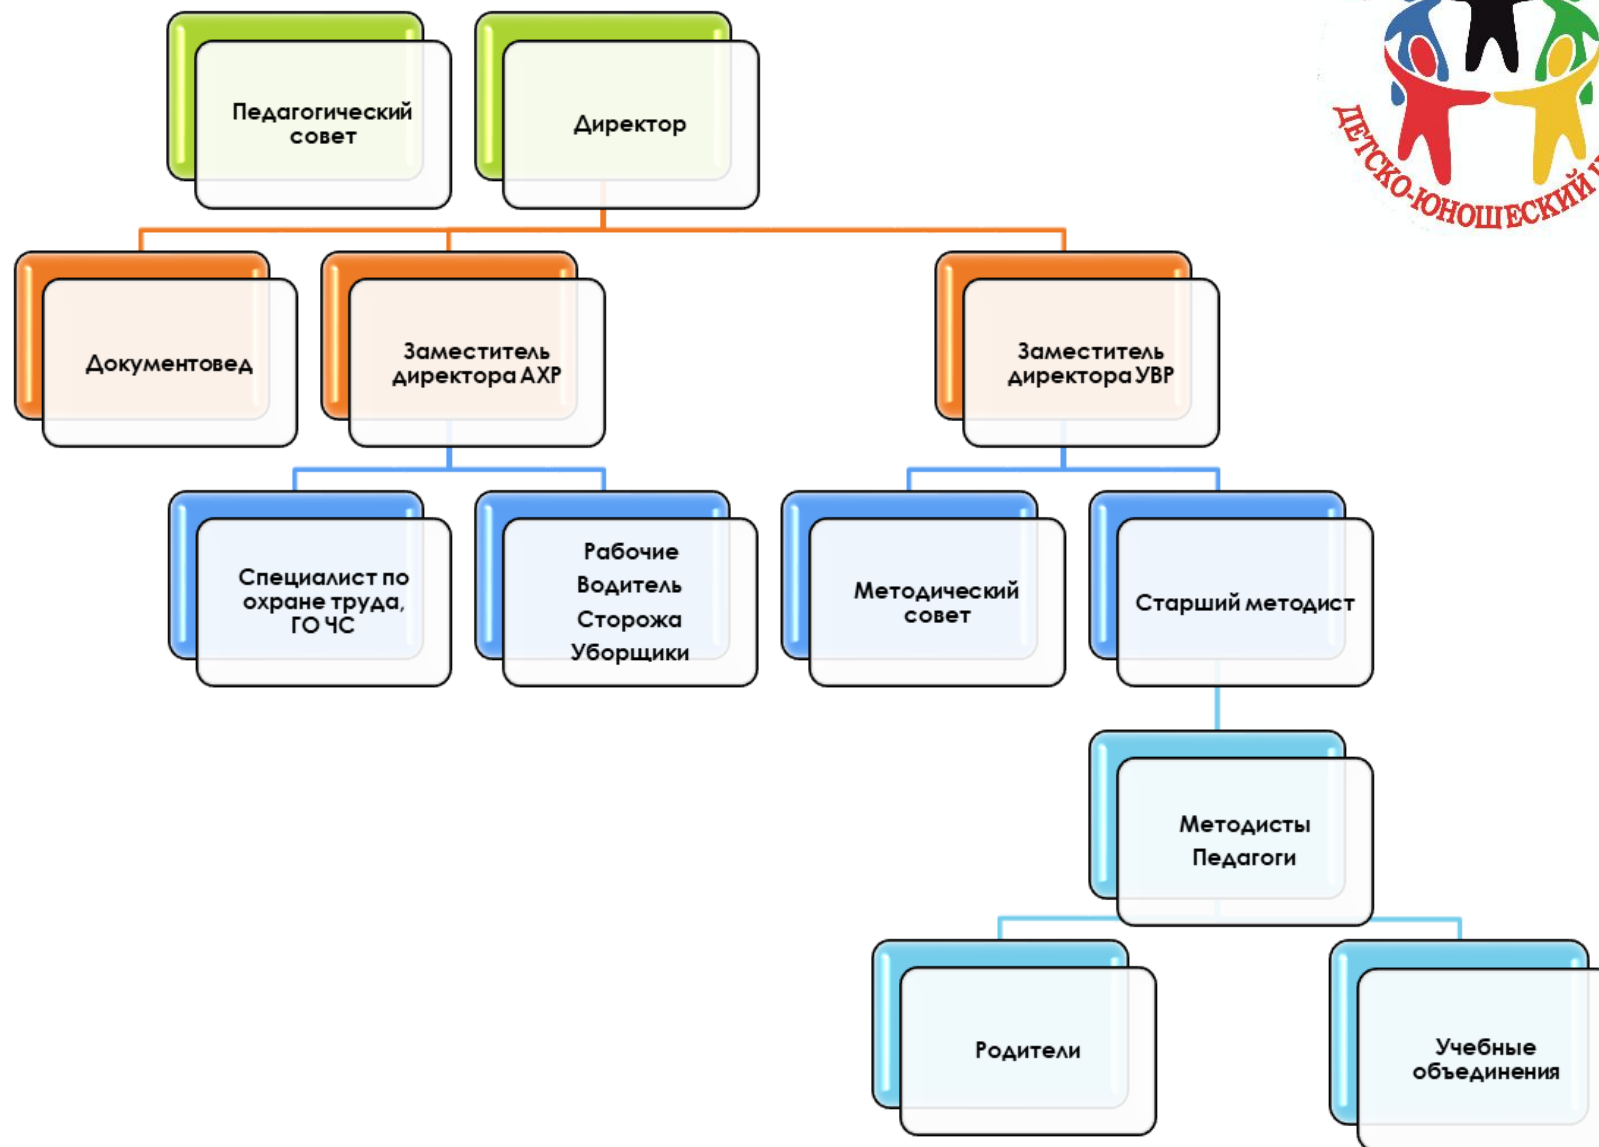 Педагогический
совет
Директор
ДЕТСКО-ЮНОШЕСКИЙ
Документовед
Заместитель
директора АХР
Заместитель
директора УВР
Специалист по
охране труда,
ГО ЧС
Рабочие
Водитель
Сторожа
Уборщики
Методический
совет
Старший методист
Методисты
Педагоги
Родители
Учебные
объединения